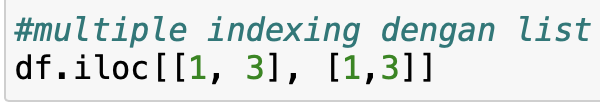 #multiple indexing dengan list
df.iloc[[1, 3], [1,3]]